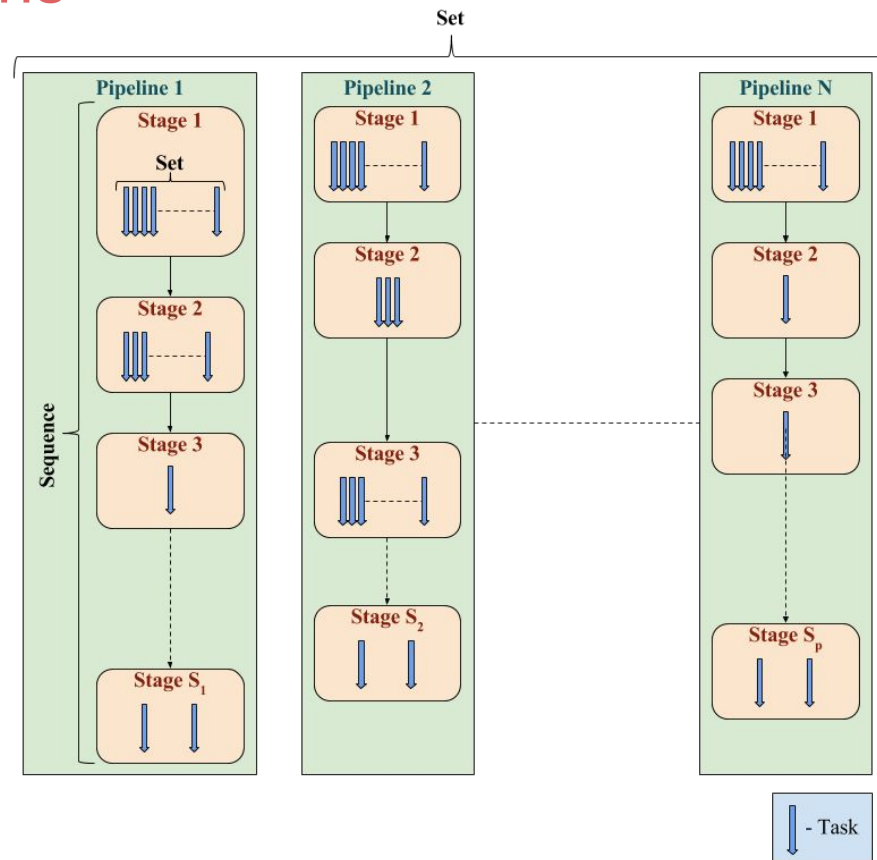 Set
Pipeline 1
Stage 1
Set
Stage 2
Stage 3
Stage S1
Sequence
Pipeline 2
Stage 1
Stage 2
Stage 3
Stage S2
Pipeline N
Stage 1
Stage 2
Stage 3
Stage Sp
- Task